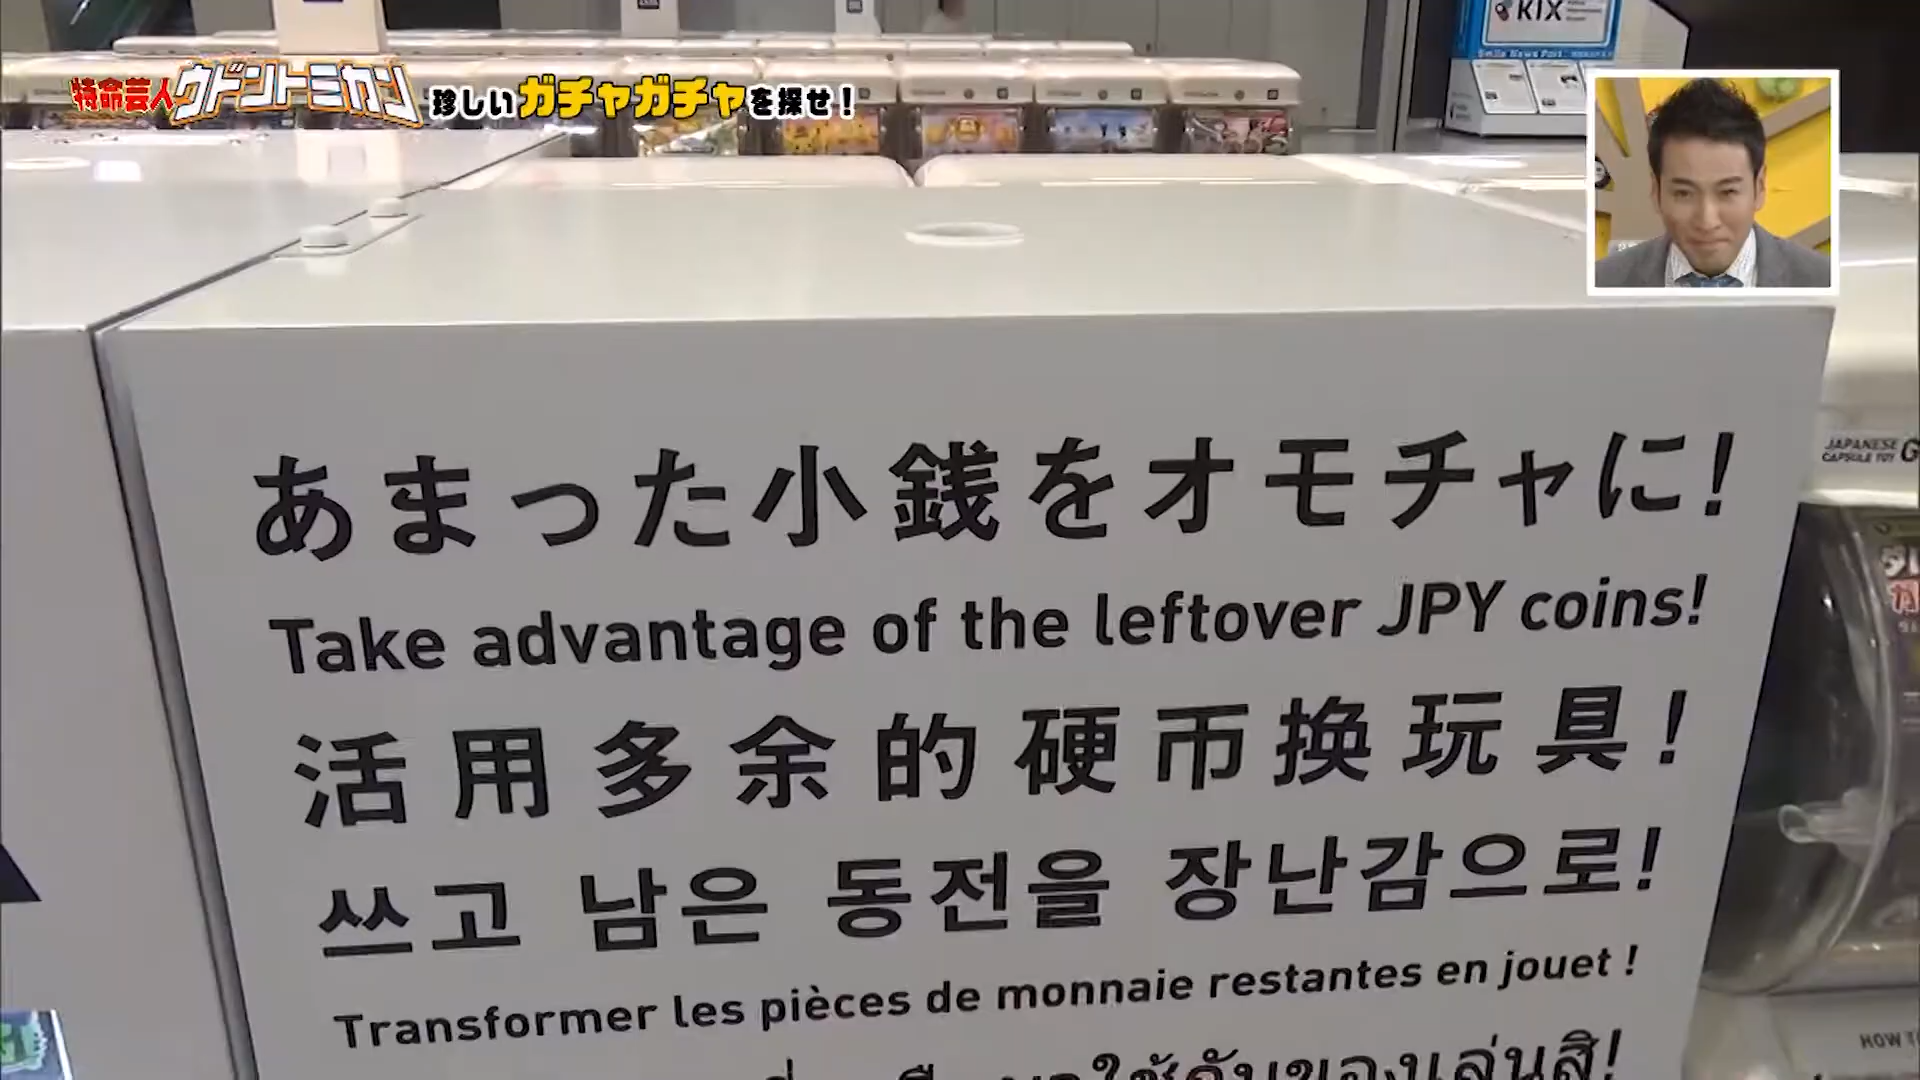 特命芸人ウドントミカン 珍しいガチャガチャを探せ！
KIX
Smile News Port
あまった小銭をオモチャに!
JAPANESE
CAPSULE TOY
Take advantage of the leftover JPY coins!
活用多余的硬币换玩具!
쓰고 남은 동전을 장난감으로!
Transformer les pièces de monnaie restantes en jouet !
HOW